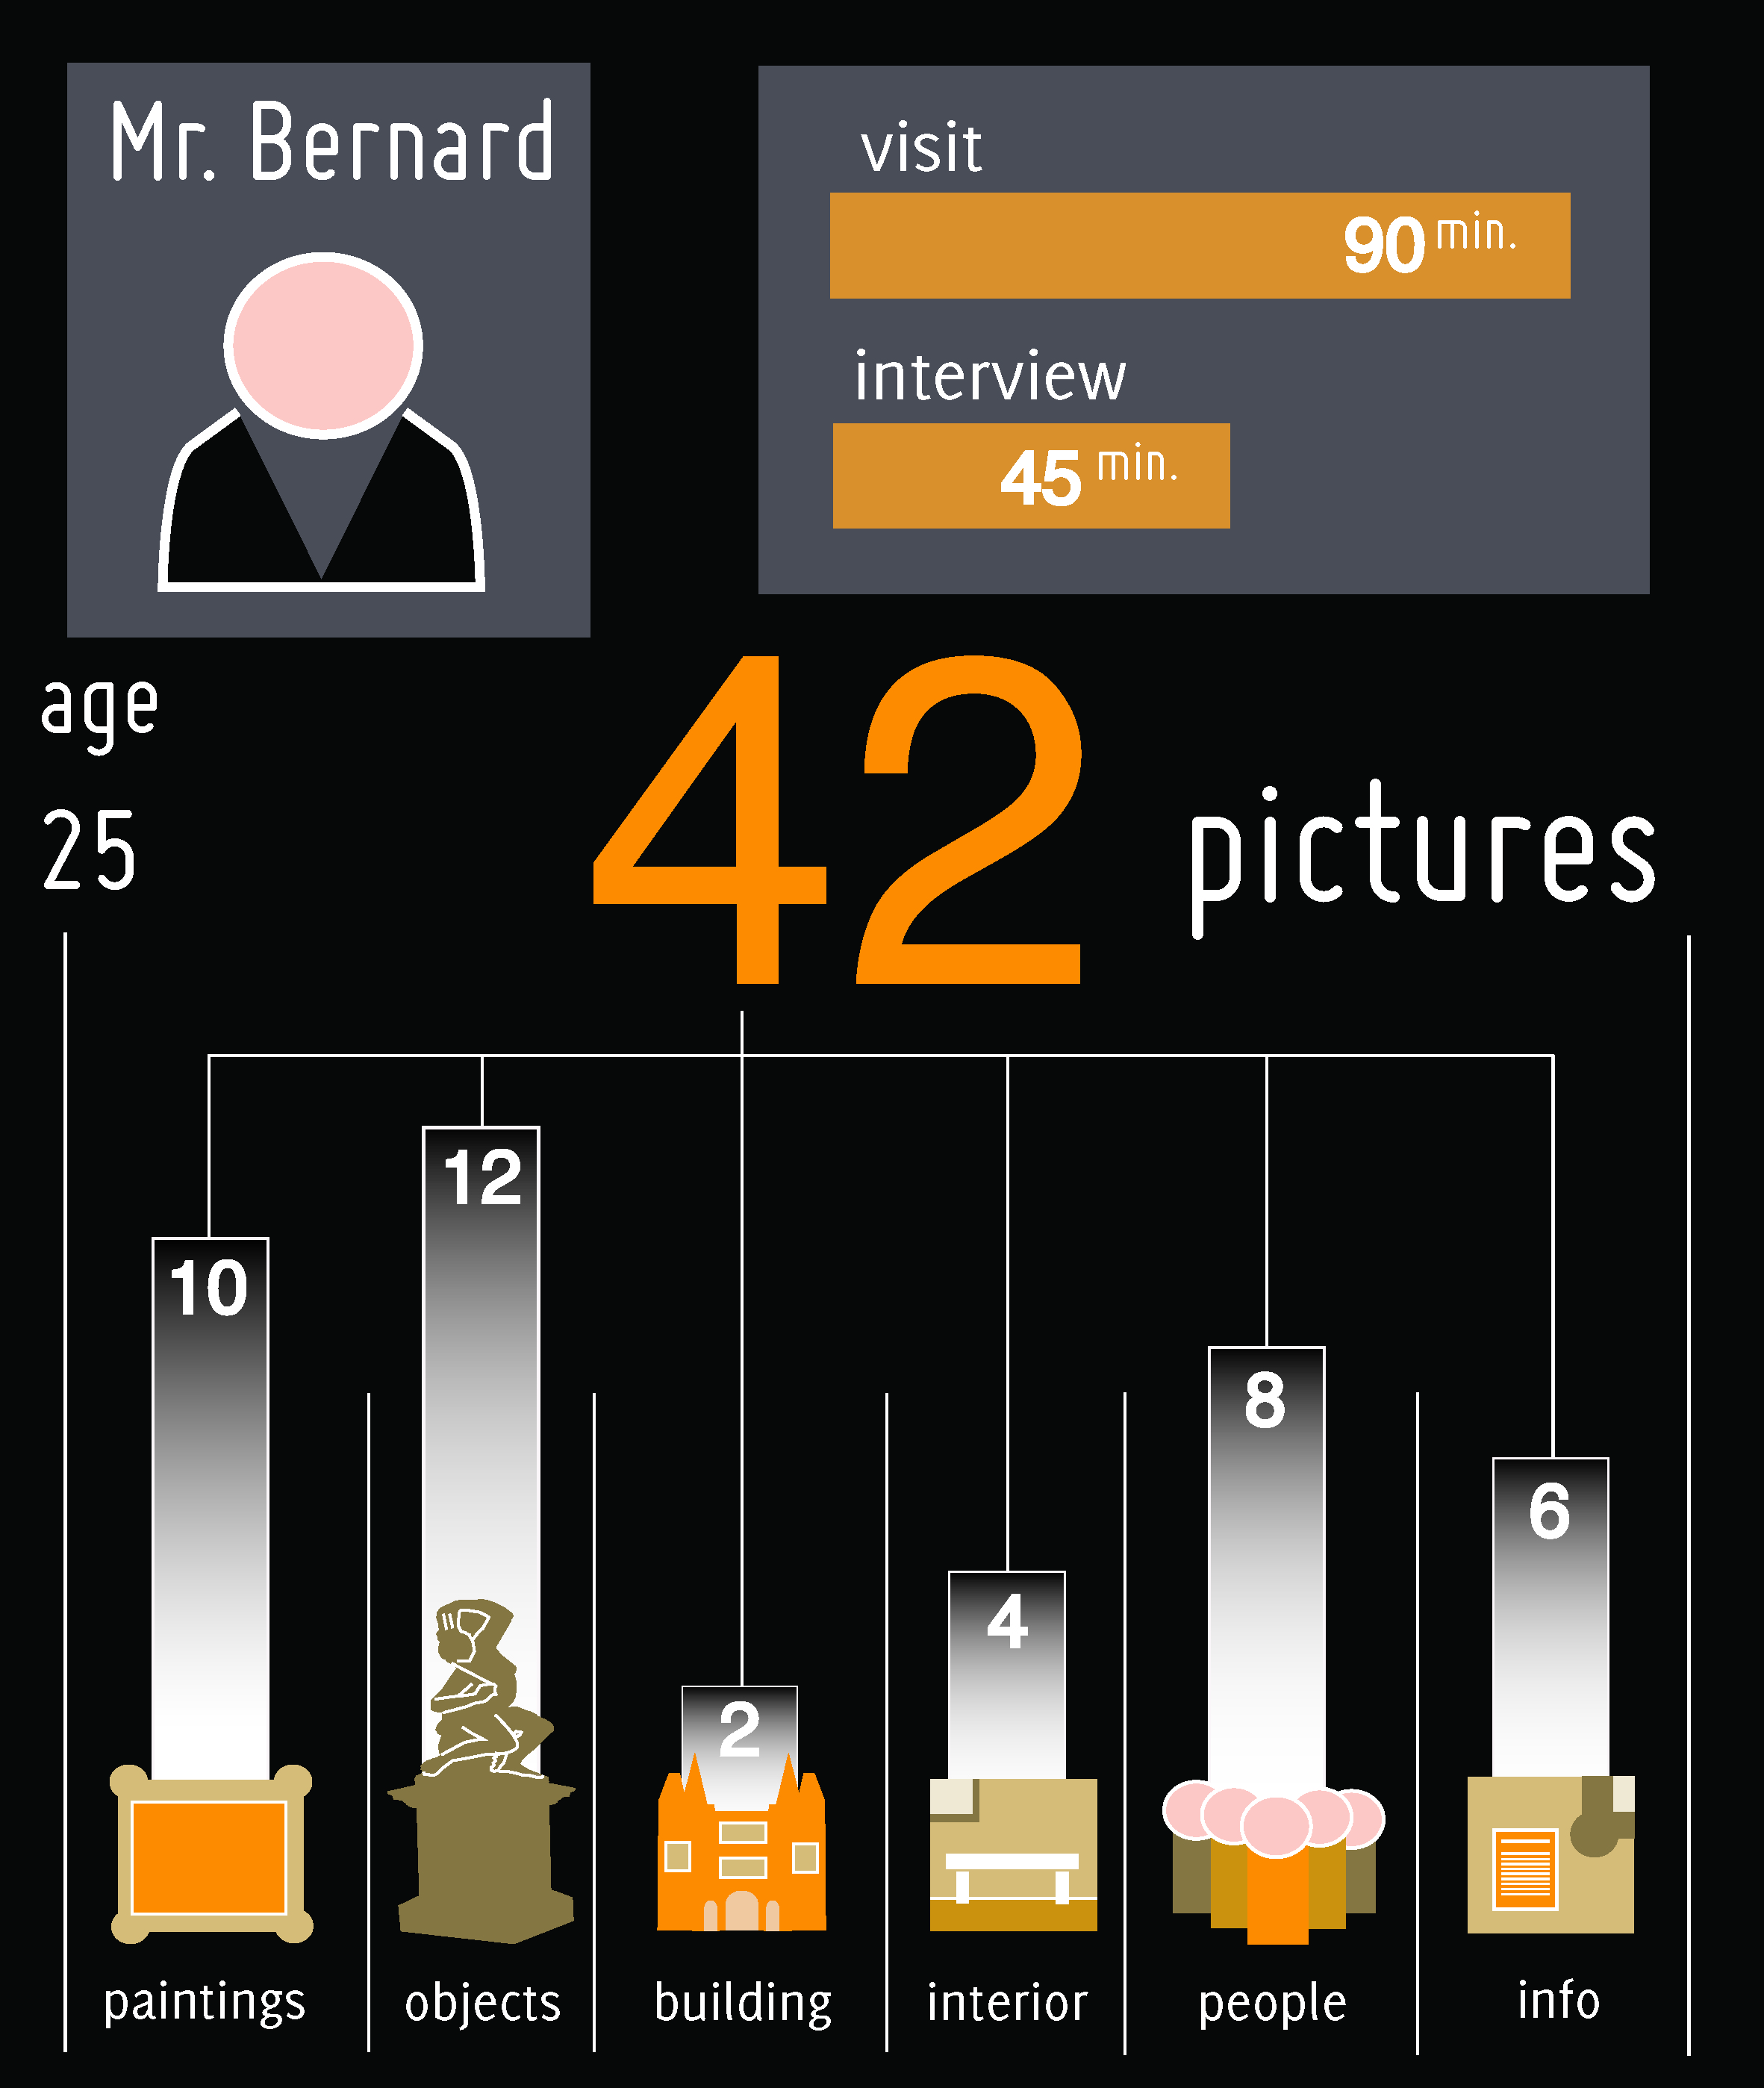 Mr. Bernard
visit
90 min.
interview
45 min.
age
25
42 pictures
10
12
2
4
8
6
paintings
objects
building
interior
people
info